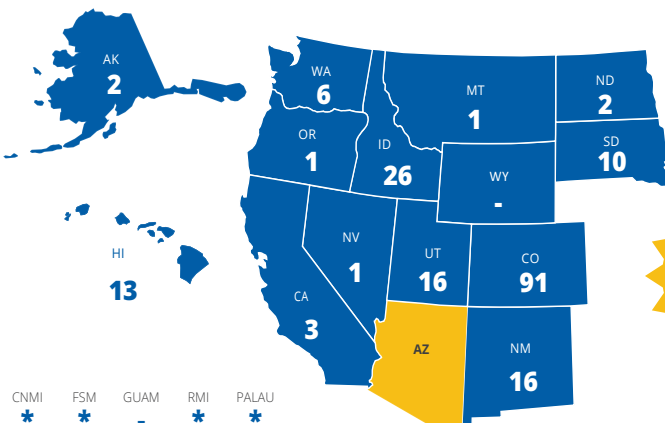 AK
2
WA
6
MT
1
ND
2
OR
1
ID
26
SD
10
WY
-
NV
1
UT
16
CO
91
HI
13
CA
3
AZ
NM
16
CNMI FSM GUAM RMI PALAU
* * - * *